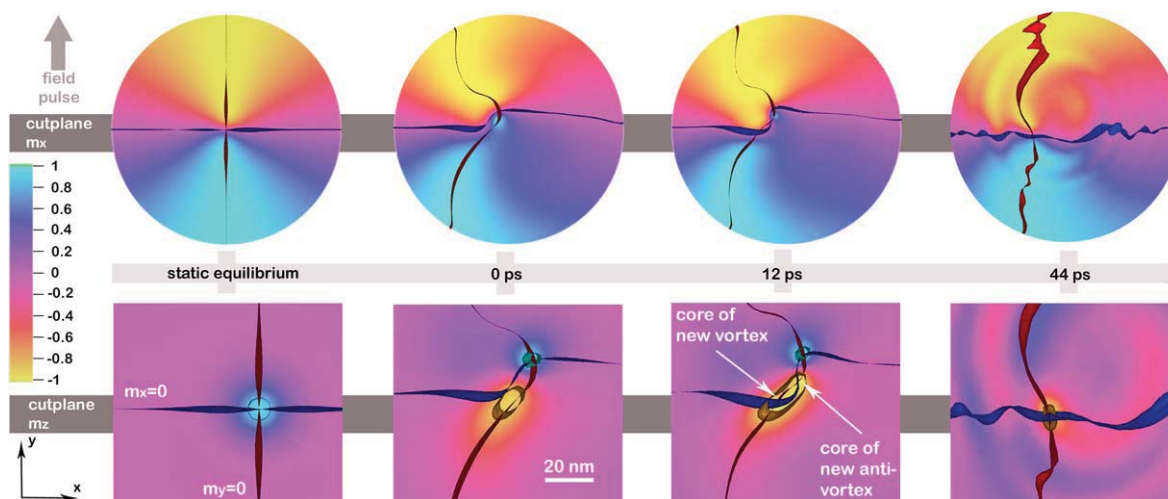 field
pulse
cutplane
mx
1
0.8
0.6
0.4
0.2
0
-0.2
-0.4
-0.6
-0.8
-1
static equilibrium
0 ps
12 ps
44 ps
mx=0
my=0
20 nm
core of
new vortex
core of
new anti-
vortex
cutplane
mz
y
x